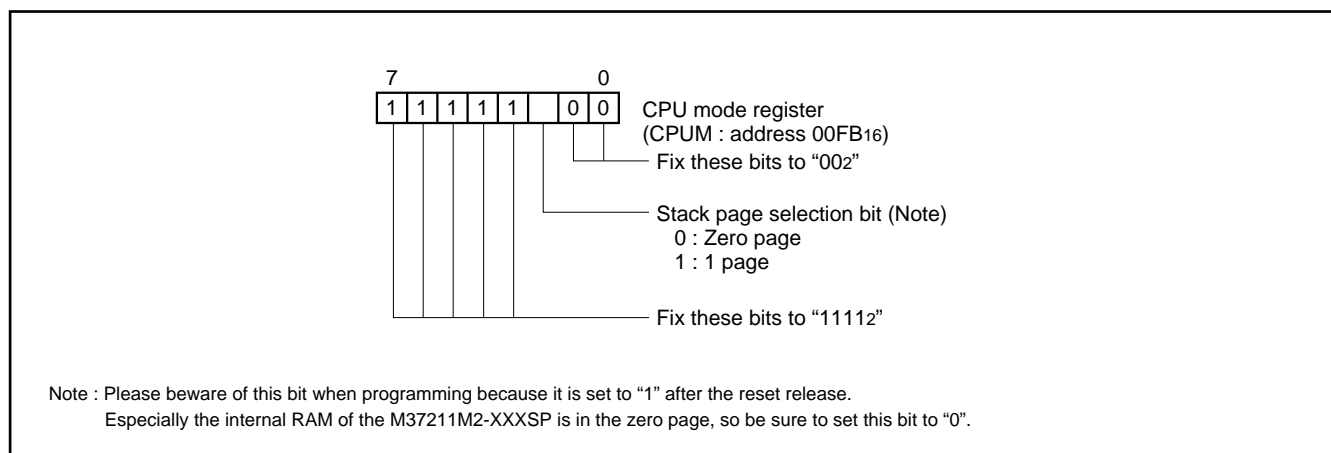 7 0
1 1 1 1 1 0 0
CPU mode register
(CPUM : address 00FB16)
Fix these bits to “002”
Stack page selection bit (Note)
0 : Zero page
1 : 1 page
Fix these bits to “11112”
Note : Please beware of this bit when programming because it is set to “1” after the reset release.
Especially the internal RAM of the M37211M2-XXXSP is in the zero page, so be sure to set this bit to “0”.